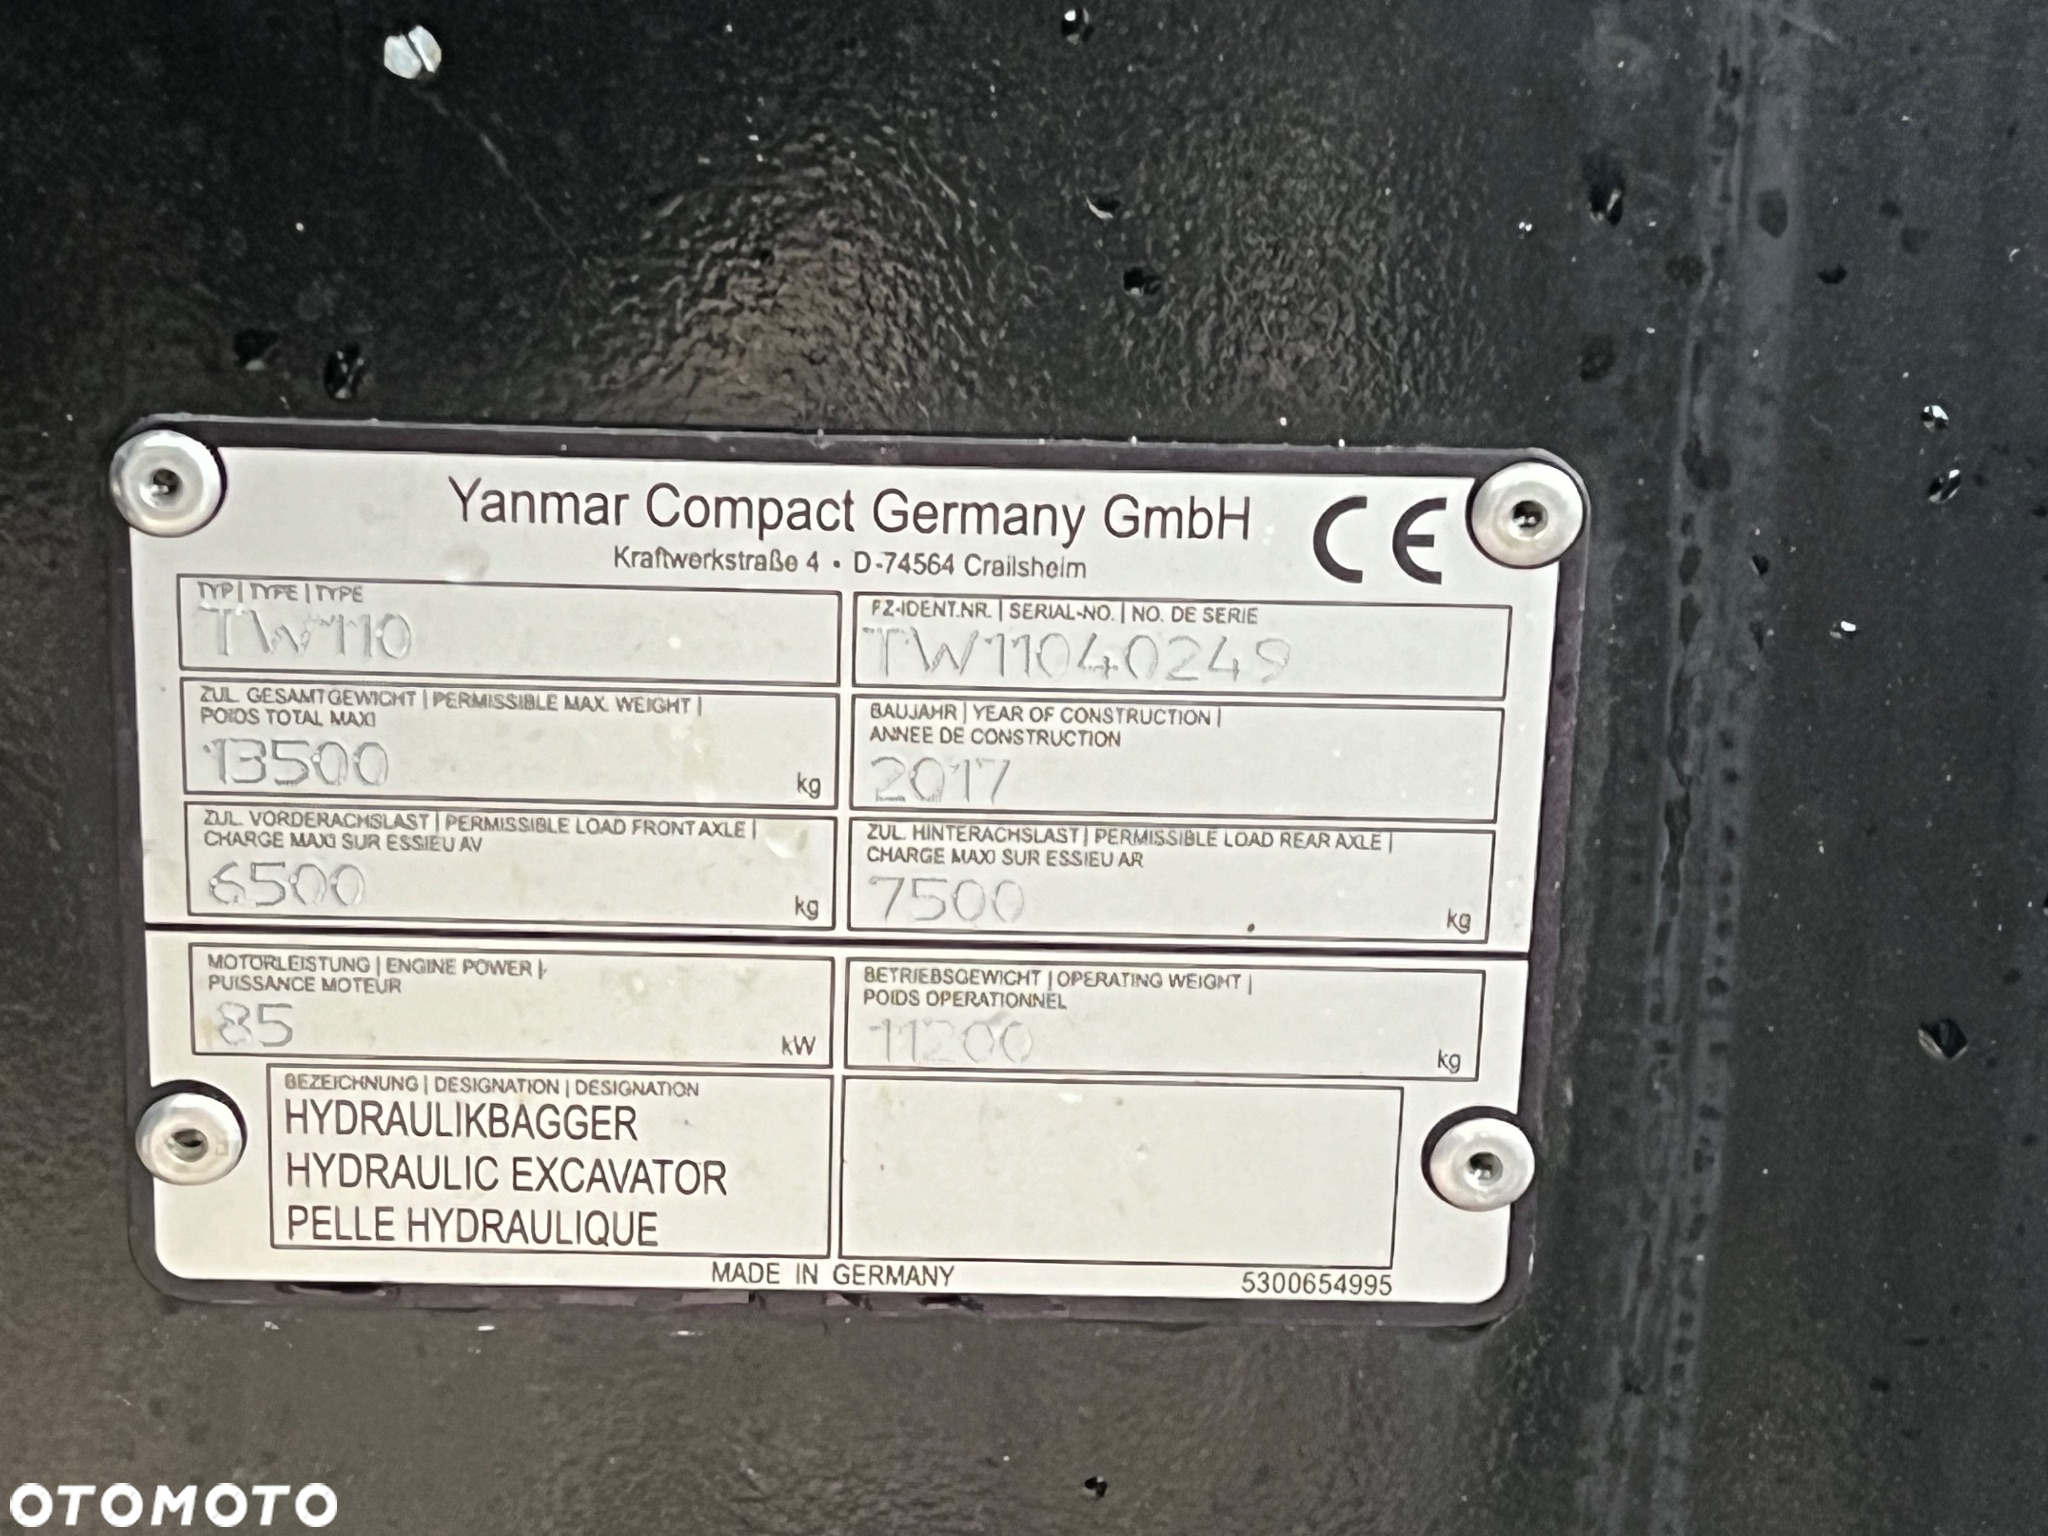 Yanmar Compact Germany GmbH
CE
Kraftwerkstraße 4 • D-74564 Crailsheim
TYP | TYPE | TYPE
TW110
FZ-IDENT.NR. | SERIAL-NO. | NO. DE SERIE
TW11040249
ZUL. GESAMTGEWICHT | PERMISSIBLE MAX. WEIGHT |
POIDS TOTAL MAXI
13500 kg
BAUJAHR | YEAR OF CONSTRUCTION |
ANNEE DE CONSTRUCTION
2017
ZUL. VORDERACHSLAST | PERMISSIBLE LOAD FRONT AXLE |
CHARGE MAXI SUR ESSIEU AV
6500 kg
ZUL. HINTERACHSLAST | PERMISSIBLE LOAD REAR AXLE |
CHARGE MAXI SUR ESSIEU AR
7500 kg
MOTORLEISTUNG | ENGINE POWER |
PUISSANCE MOTEUR
85 kW
BETRIEBSGEWICHT | OPERATING WEIGHT |
POIDS OPERATIONNEL
11200 kg
BEZEICHNUNG | DESIGNATION | DESIGNATION
HYDRAULIKBAGGER
HYDRAULIC EXCAVATOR
PELLE HYDRAULIQUE
MADE IN GERMANY
5300654995
OTOMOTO